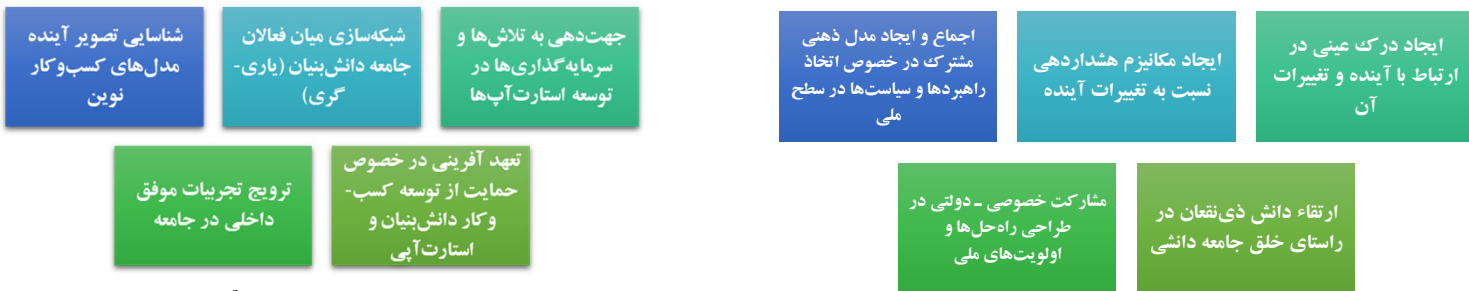 ایجاد درک عینی در
ارتباط با آینده و تغییرات
آن
ایجاد مکانیزم هشداردهی
نسبت به تغییرات آینده
اجماع و ایجاد مدل ذهنی
مشترک در خصوص اتخاذ
راهبردها و سیاست‌ها در سطح
ملی
ارتقاء دانش ذی‌نقعان در
راستای خلق جامعه دانشی
مشارکت خصوصی ـ دولتی در
طراحی راه‌حل‌ها و
اولویت‌های ملی
جهت‌دهی به تلاش‌ها و
سرمایه‌گذاری‌ها در
توسعه استارت‌آپ‌ها
شبکه‌سازی میان فعالان
جامعه دانش‌بنیان (یاری-
گری)
شناسایی تصویر آینده
مدل‌های کسب‌وکار
نوین
تعهد آفرینی در خصوص
حمایت از توسعه کسب-
وکار دانش‌بنیان و
استارت‌آپی
ترویج تجربیات موفق
داخلی در جامعه